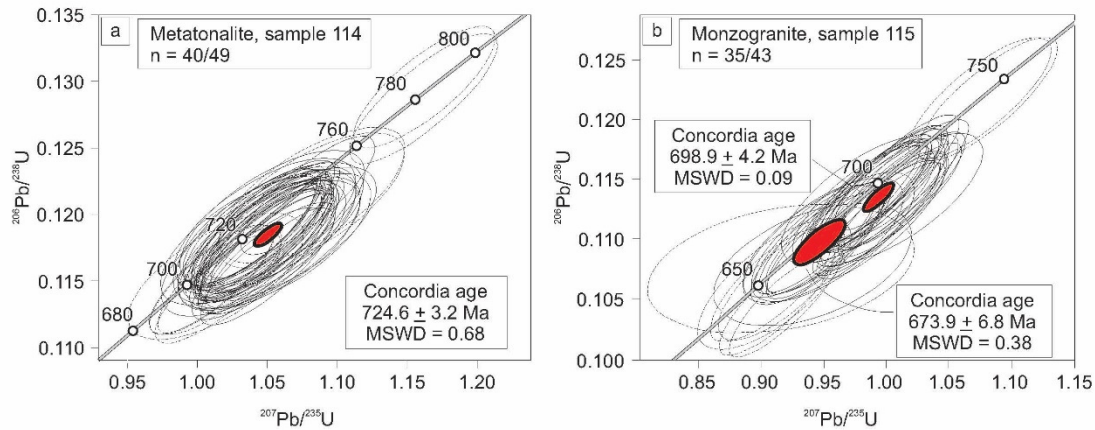 a
Metatonalite, sample 114
n = 40/49
0.135
0.130
0.125
0.120
0.115
0.110
²⁰⁶Pb/²³⁸U
800
780
760
720
700
680
Concordia age
724.6 ± 3.2 Ma
MSWD = 0.68
0.95 1.00 1.05 1.10 1.15 1.20
²⁰⁷Pb/²³⁵U
b
Monzogranite, sample 115
n = 35/43
0.125
0.120
0.115
0.110
0.105
0.100
²⁰⁶Pb/²³⁸U
750
Concordia age
698.9 ± 4.2 Ma
MSWD = 0.09
700
650
Concordia age
673.9 ± 6.8 Ma
MSWD = 0.38
0.85 0.90 0.95 1.00 1.05 1.10 1.15
²⁰⁷Pb/²³⁵U